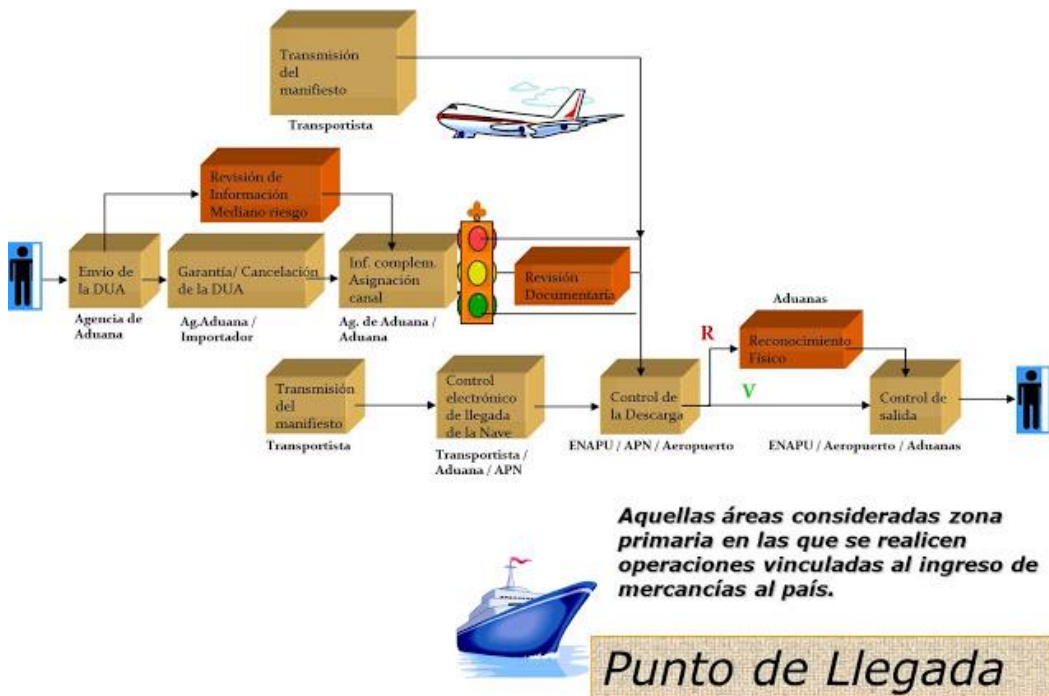 Transmisión
del
manifiesto
Transportista
Revisión de
Información
Mediano riesgo
Envío de
la DUA
Agencia de
Aduana
Garantía/ Cancelación
de la DUA
Ag.Aduana /
Importador
Inf. complem.
Asignación
canal
Ag. de Aduana /
Aduana
Revisión
Documentaría
Aduanas
R
Reconocimiento
Físico
V
Transmisión
del
manifiesto
Transportista
Control
electrónico
de llegada
de la Nave
Transportista /
Aduana / APN
Control de
la Descarga
ENAPU / APN / Aeropuerto
Control de
salida
ENAPU / Aeropuerto / Aduanas
Aquellas áreas consideradas zona
primaria en las que se realicen
operaciones vinculadas al ingreso de
mercancías al país.
Punto de Llegada